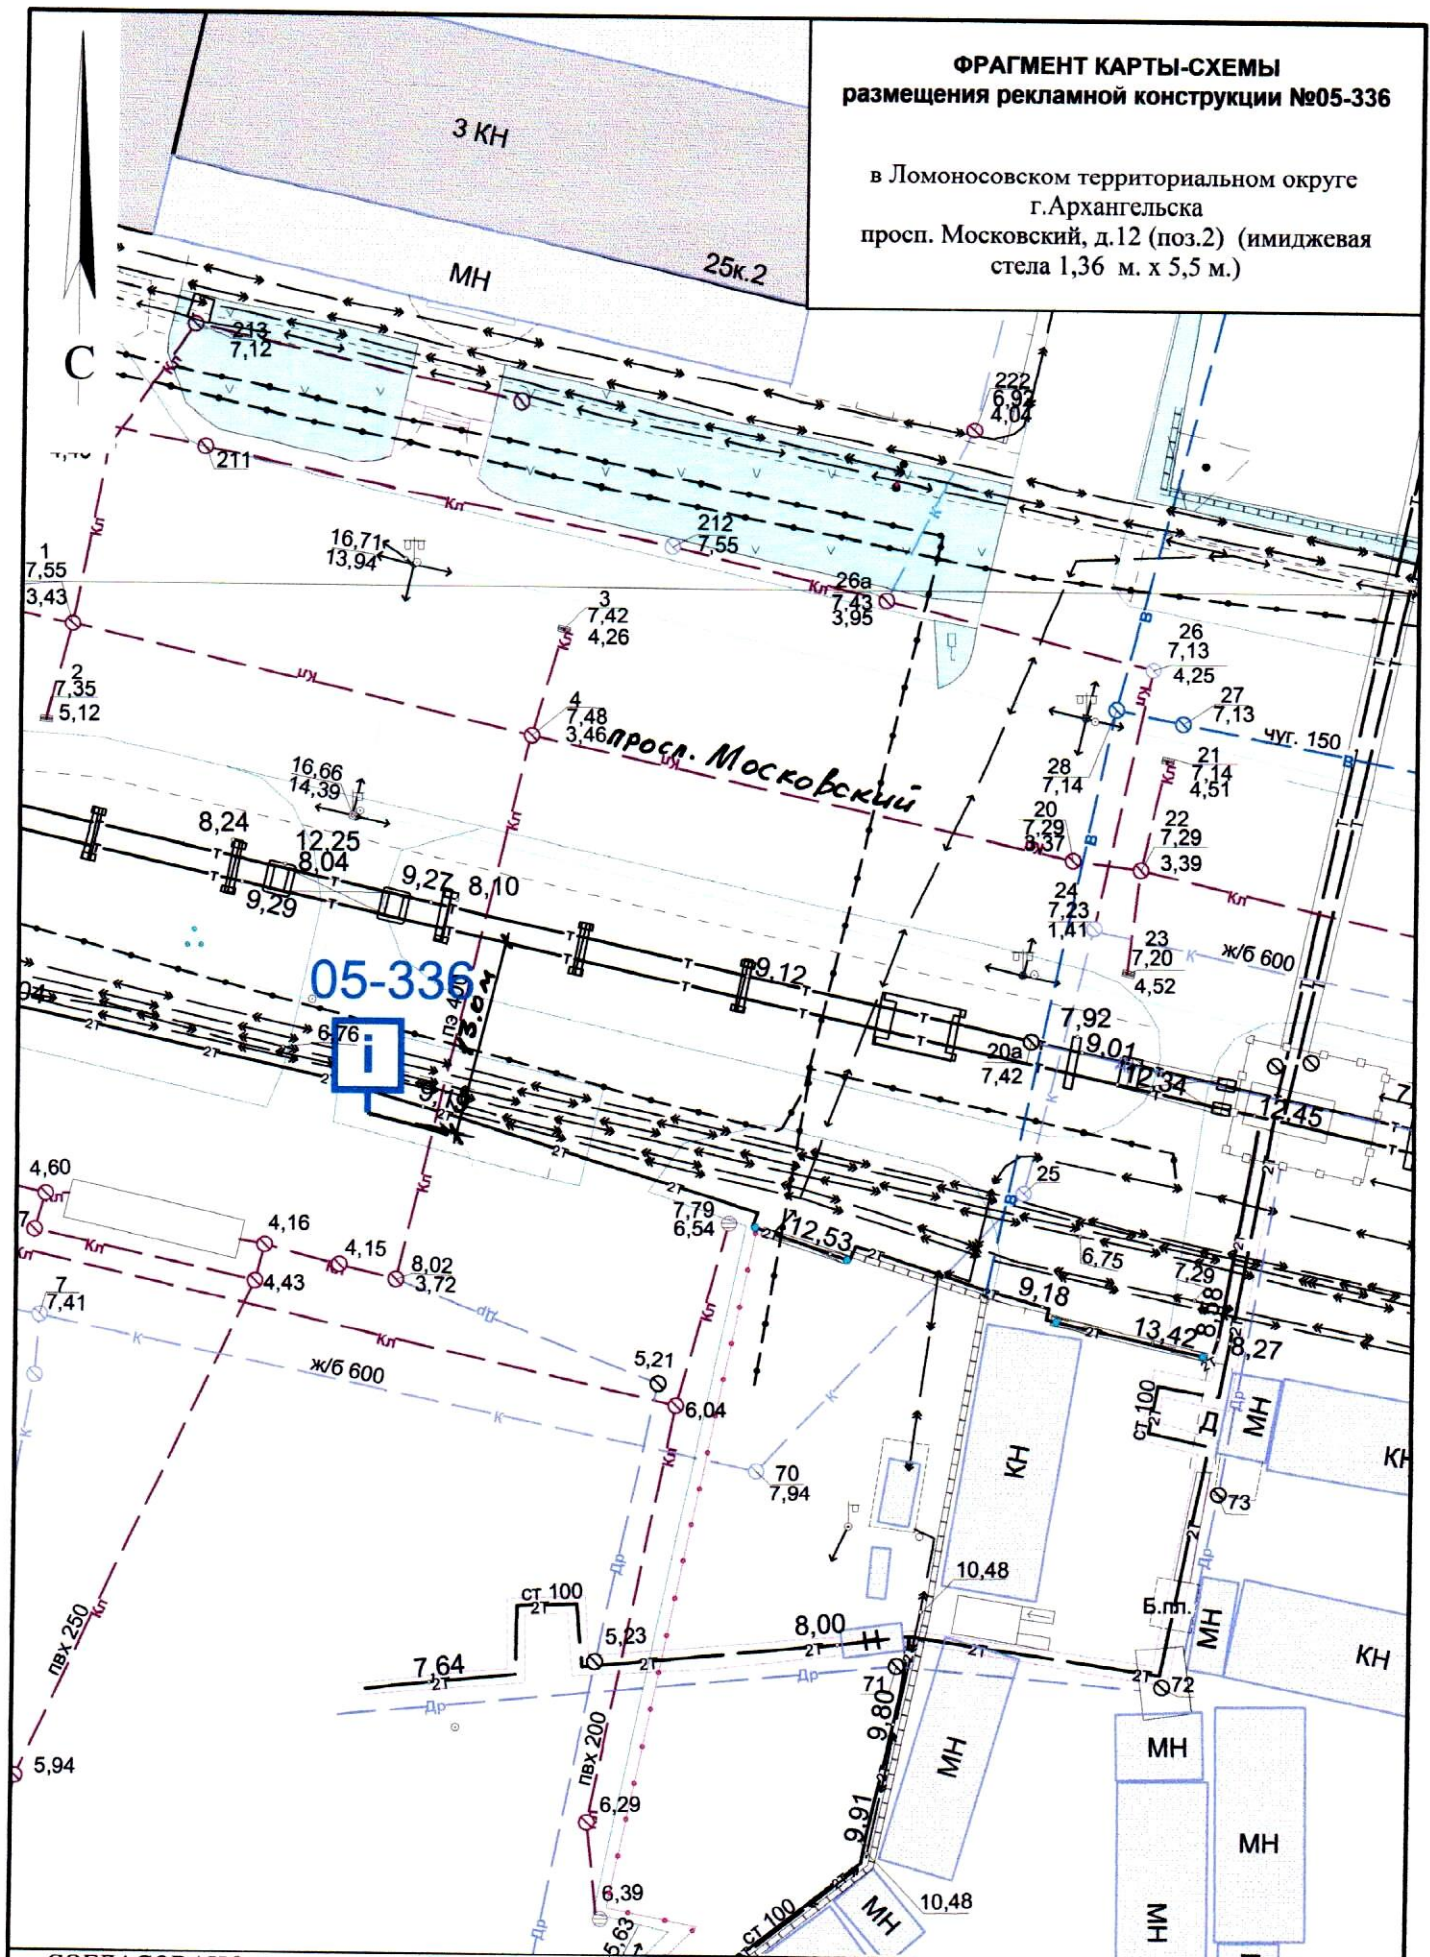 ФРАГМЕНТ КАРТЫ-СХЕМЫ
размещения рекламной конструкции №05-336
в Ломоносовском территориальном округе
г.Архангельска
просп. Московский, д.12 (поз.2) (имиджевая
стела 1,36 м. х 5,5 м.)
3 КН
25к.2
МН
С
213
7,12
222
6,92
4,04
211
Кл
212
7,55
16,71
13,94
26а
7,43
3,95
1
7,55
3,43
3
7,42
4,26
26
7,13
4,25
2
7,35
5,12
4
7,48
3,46
просп. Московский
27
7,13
чуг. 150
28
7,14
21
7,14
4,51
16,66
14,39
20
7,29
3,37
22
7,29
3,39
8,24
12,25
8,04
9,27
8,10
9,29
24
7,23
1,41
23
7,20
4,52
ж/б 600
9,12
05-336
13.0м
6,76
i
7,92
9,01
20а
7,42
12,34
12,45
4,60
25
7,79
6,54
12,53
6,75
7,29
4,16
4,15
8,02
3,72
4,43
7
7,41
9,18
13,42
8,58
8,27
ж/б 600
5,21
6,04
70
7,94
КН
ст 100
МН
КН
73
10,48
ст 100
Б.пл.
МН
КН
8,00
5,23
7,64
71
72
пвх 250
пвх 200
9,80
МН
МН
5,94
6,29
9,91
МН
6,39
5,63
10,48
ст 100
МН
МН